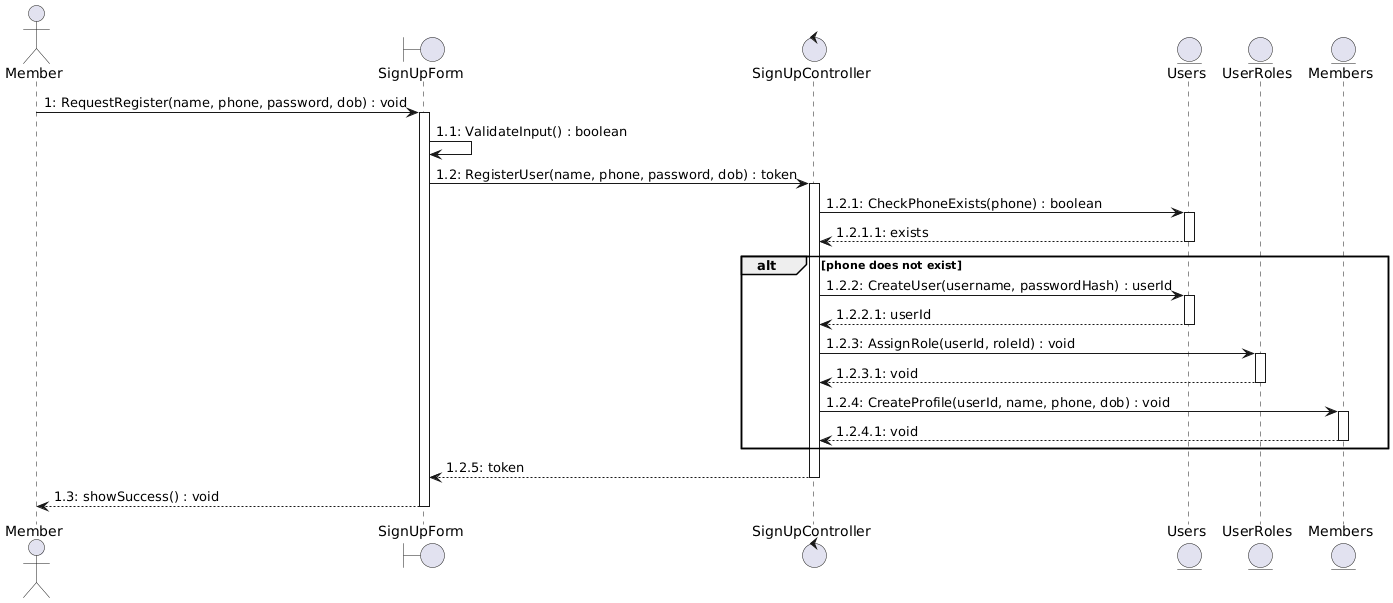 Member
SignUpForm
SignUpController
Users
UserRoles
Members
1: RequestRegister(name, phone, password, dob) : void
1.1: ValidateInput() : boolean
1.2: RegisterUser(name, phone, password, dob) : token
1.2.1: CheckPhoneExists(phone) : boolean
1.2.1.1: exists
alt
[phone does not exist]
1.2.2: CreateUser(username, passwordHash) : userId
1.2.2.1: userId
1.2.3: AssignRole(userId, roleId) : void
1.2.3.1: void
1.2.4: CreateProfile(userId, name, phone, dob) : void
1.2.4.1: void
1.2.5: token
1.3: showSuccess() : void
Member
SignUpForm
SignUpController
Users
UserRoles
Members